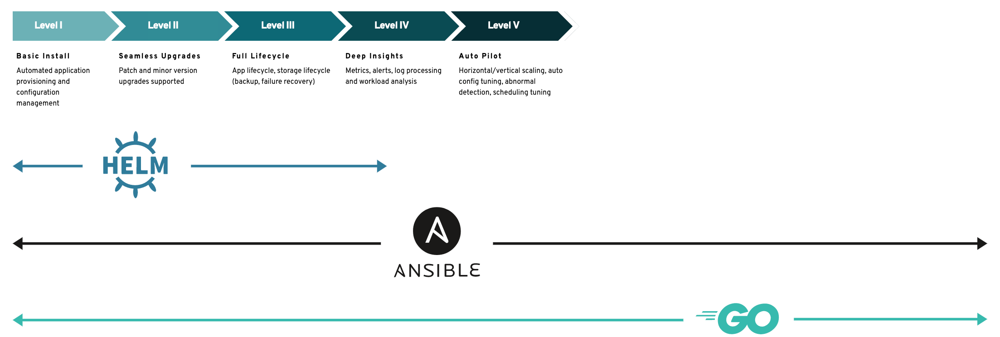 Level I
Level II
Level III
Level IV
Level V
Basic Install
Automated application
provisioning and
configuration
management
Seamless Upgrades
Patch and minor version
upgrades supported
Full Lifecycle
App lifecycle, storage lifecycle
(backup, failure recovery)
Deep Insights
Metrics, alerts, log processing
and workload analysis
Auto Pilot
Horizontal/vertical scaling, auto
config tuning, abnormal
detection, scheduling tuning
HELM
ANSIBLE
GO